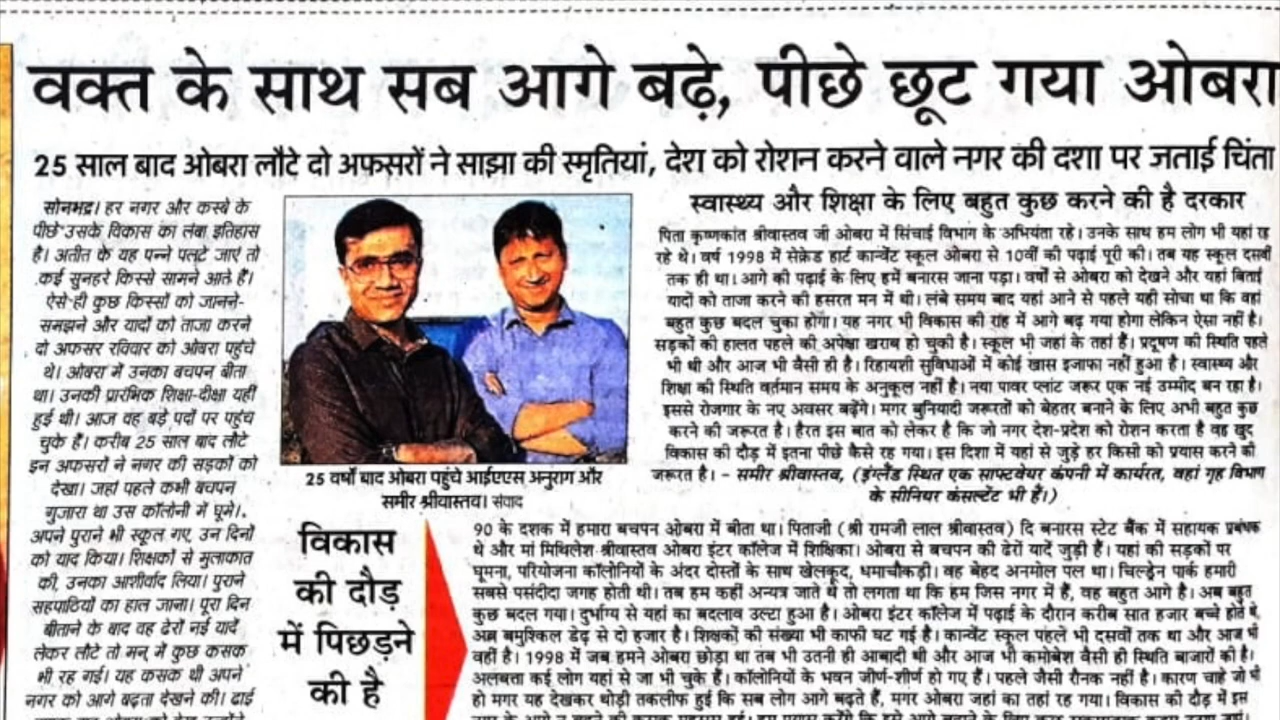 वक्त के साथ सब आगे बढ़े, पीछे छूट गया ओबरा
25 साल बाद ओबरा लौटे दो अफसरों ने साझा की स्मृतियां, देश को रोशन करने वाले नगर की दशा पर जताई चिंता
सोनभद्र। हर नगर और कस्बे के
पीछे उसके विकास का लंबा इतिहास
है। अतीत के यह पन्ने पलटे जाएं तो
कई सुनहरे किस्से सामने आते हैं।
ऐसे ही कुछ किस्सों को जानने-
समझने और यादों को ताजा करने
दो अफसर रविवार को ओबरा पहुंचे
थे। ओबरा में उनका बचपन बीता
था। उनकी प्रारंभिक शिक्षा-दीक्षा यहीं
हुई थी। आज वह बड़े पदों पर पहुंच
चुके हैं। करीब 25 साल बाद लौटे
इन अफसरों ने नगर की सड़कों को
देखा। जहां पहले कभी बचपन
गुजारा था उस कॉलोनी में घूमे।
अपने पुराने भी स्कूल गए, उन दिनों
को याद किया। शिक्षकों से मुलाकात
की, उनका आशीर्वाद लिया। पुराने
सहपाठियों का हाल जाना। पूरा दिन
बीताने के बाद वह ढेरों नई यादें
लेकर लौटे तो मन में कुछ कसक
भी रह गई। यह कसक थी अपने
नगर को आगे बढ़ता देखने की। ढाई
25 वर्षों बाद ओबरा पहुंचे आईएएस अनुराग और
समीर श्रीवास्तव। संवाद
स्वास्थ्य और शिक्षा के लिए बहुत कुछ करने की है दरकार
पिता कृष्णकांत श्रीवास्तव जी ओबरा में सिंचाई विभाग के अभियंता रहे। उनके साथ हम लोग भी यहां रह
रहे थे। वर्ष 1998 में सेक्रेड हार्ट कान्वेंट स्कूल ओबरा से 10वीं की पढ़ाई पूरी की। तब यह स्कूल दसवीं
तक ही था। आगे की पढ़ाई के लिए हमें बनारस जाना पड़ा। वर्षों से ओबरा को देखने और यहां बिताई
यादों को ताजा करने की हसरत मन में थी। लंबे समय बाद यहां आने से पहले यही सोचा था कि वहां
बहुत कुछ बदल चुका होगा। यह नगर भी विकास की राह में आगे बढ़ गया होगा लेकिन ऐसा नहीं है।
सड़कों की हालत पहले की अपेक्षा खराब हो चुकी है। स्कूल भी जहां के तहां हैं। प्रदूषण की स्थिति पहले
भी थी और आज भी वैसी ही है। रिहायशी सुविधाओं में कोई खास इजाफा नहीं हुआ है। स्वास्थ्य और
शिक्षा की स्थिति वर्तमान समय के अनुकूल नहीं है। नया पावर प्लांट जरूर एक नई उम्मीद बन रहा है।
इससे रोजगार के नए अवसर बढ़ेंगे। मगर बुनियादी जरूरतों को बेहतर बनाने के लिए अभी बहुत कुछ
करने की जरूरत है। हैरत इस बात को लेकर है कि जो नगर देश-प्रदेश को रोशन करता है वह खुद
विकास की दौड़ में इतना पीछे कैसे रह गया। इस दिशा में यहां से जुड़े हर किसी को प्रयास करने की
जरूरत है। - समीर श्रीवास्तव, (इंग्लैंड स्थित एक साफ्टवेयर कंपनी में कार्यरत, वहां गृह विभाग
के सीनियर कंसल्टेंट भी हैं।)
विकास
की दौड़
में पिछड़ने
की है
90 के दशक में हमारा बचपन ओबरा में बीता था। पिताजी (श्री रामजी लाल श्रीवास्तव) दि बनारस स्टेट बैंक में सहायक प्रबंधक
थे और मां मिथिलेश श्रीवास्तव ओबरा इंटर कॉलेज में शिक्षिका। ओबरा से बचपन की ढेरों यादें जुड़ी हैं। यहां की सड़कों पर
घूमना, परियोजना कॉलोनियों के अंदर दोस्तों के साथ खेलकूद, धमाचौकड़ी। वह बेहद अनमोल पल था। चिल्ड्रेन पार्क हमारी
सबसे पसंदीदा जगह होती थी। तब हम कहीं अन्यत्र जाते थे तो लगता था कि हम जिस नगर में हैं, वह बहुत आगे है। अब बहुत
कुछ बदल गया। दुर्भाग्य से यहां का बदलाव उल्टा हुआ है। ओबरा इंटर कॉलेज में पढ़ाई के दौरान करीब सात हजार बच्चे होते थे,
अब बमुश्किल डेढ़ से दो हजार है। शिक्षकों की संख्या भी काफी घट गई है। कान्वेंट स्कूल पहले भी दसवीं तक था और आज भी
वहीं है। 1998 में जब हमने ओबरा छोड़ा था तब भी उतनी ही आबादी थी और आज भी कमोबेश वैसी ही स्थिति बाजारों की है।
अलबत्ता कई लोग यहां से जा भी चुके हैं। कॉलोनियों के भवन जीर्ण-शीर्ण हो गए हैं। पहले जैसी रौनक नहीं है। कारण चाहे जो भी
हो मगर यह देखकर थोड़ी तकलीफ हुई कि सब लोग आगे बढ़ते हैं, मगर ओबरा जहां का तहां रह गया। विकास की दौड़ में इस